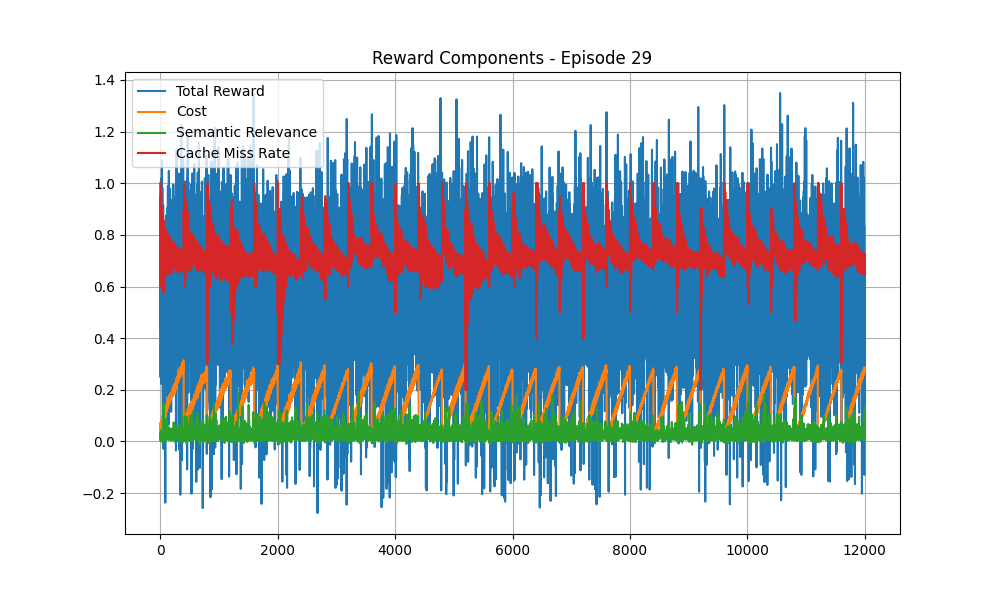 Reward Components - Episode 29
1.4
1.2
1.0
0.8
0.6
0.4
0.2
0.0
−0.2
Total Reward
Cost
Semantic Relevance
Cache Miss Rate
0 2000 4000 6000 8000 10000 12000